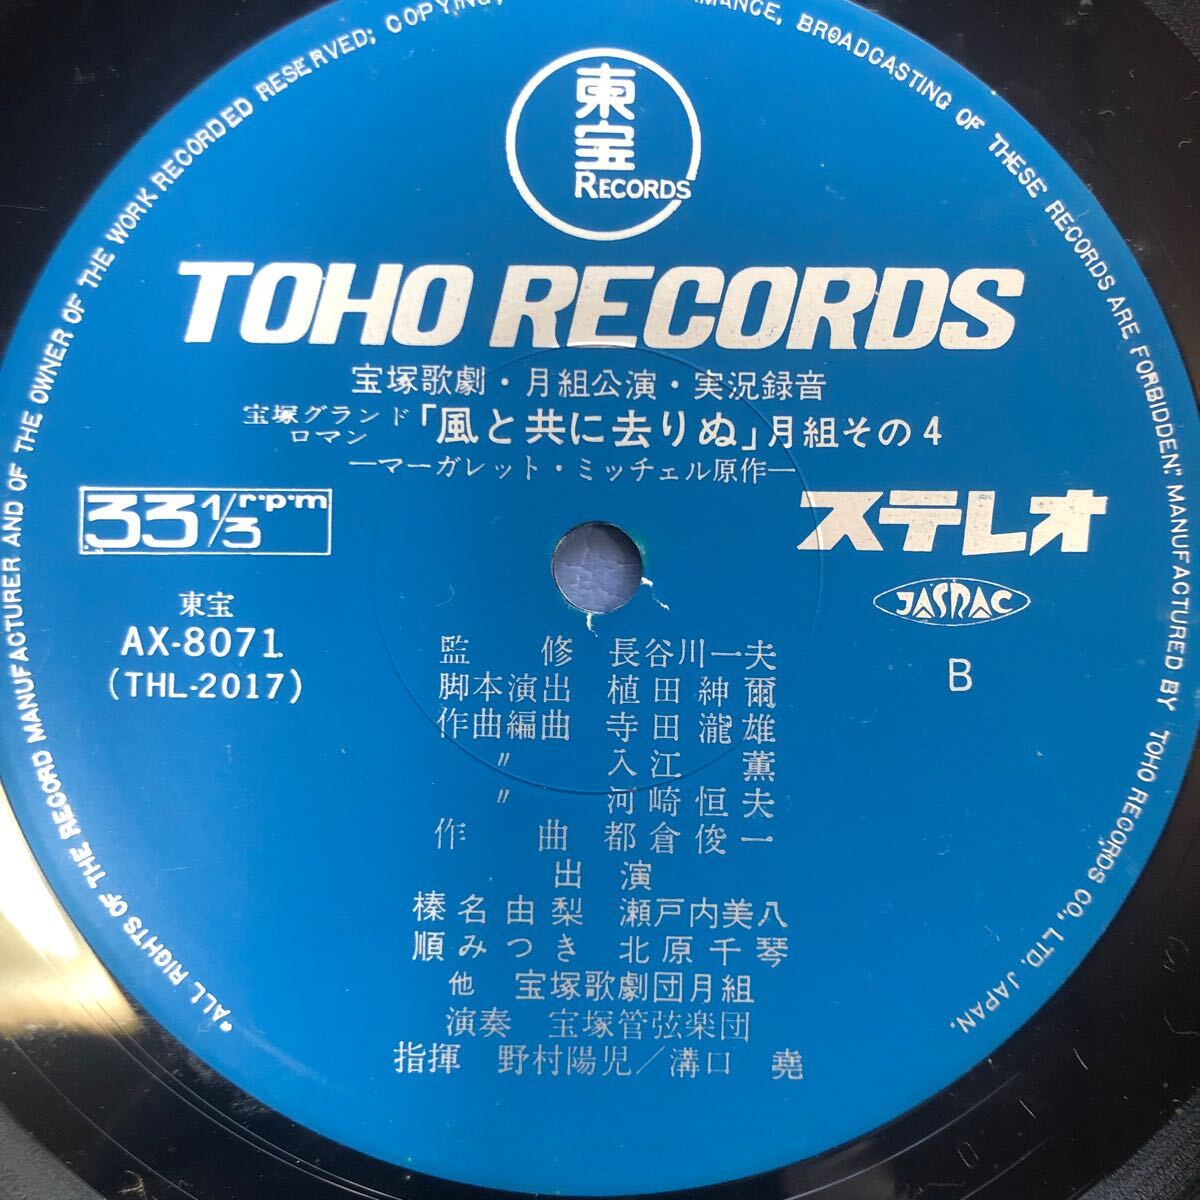 *ALL RIGHTS OF THE RECORD MANUFACTURER AND OF THE OWNER OF THE WORK RECORDED RESERVED; COPYING, 
MANCE, BROADCASTING OF THESE RECORDS ARE FORBIDDEN" MANUFACTURED BY TOHO RECORDS CO., LTD. JAPAN.
東宝
RECORDS
TOHO RECORDS
宝塚歌劇・月組公演・実況録音
宝塚グランドロマン「風と共に去りぬ」月組その4
―マーガレット・ミッチェル原作―
33 1/3 r·p·m
ステレオ
JASRAC
東宝
AX-8071
(THL-2017)
B
監修 長谷川一夫
脚本演出 植田紳爾
作曲編曲 寺田瀧雄
〃 入江薫
〃 河崎恒夫
作曲 都倉俊一
出演
榛名由梨 瀬戸内美八
順みつき 北原千琴
他 宝塚歌劇団月組
演奏 宝塚管弦楽団
指揮 野村陽児/溝口堯